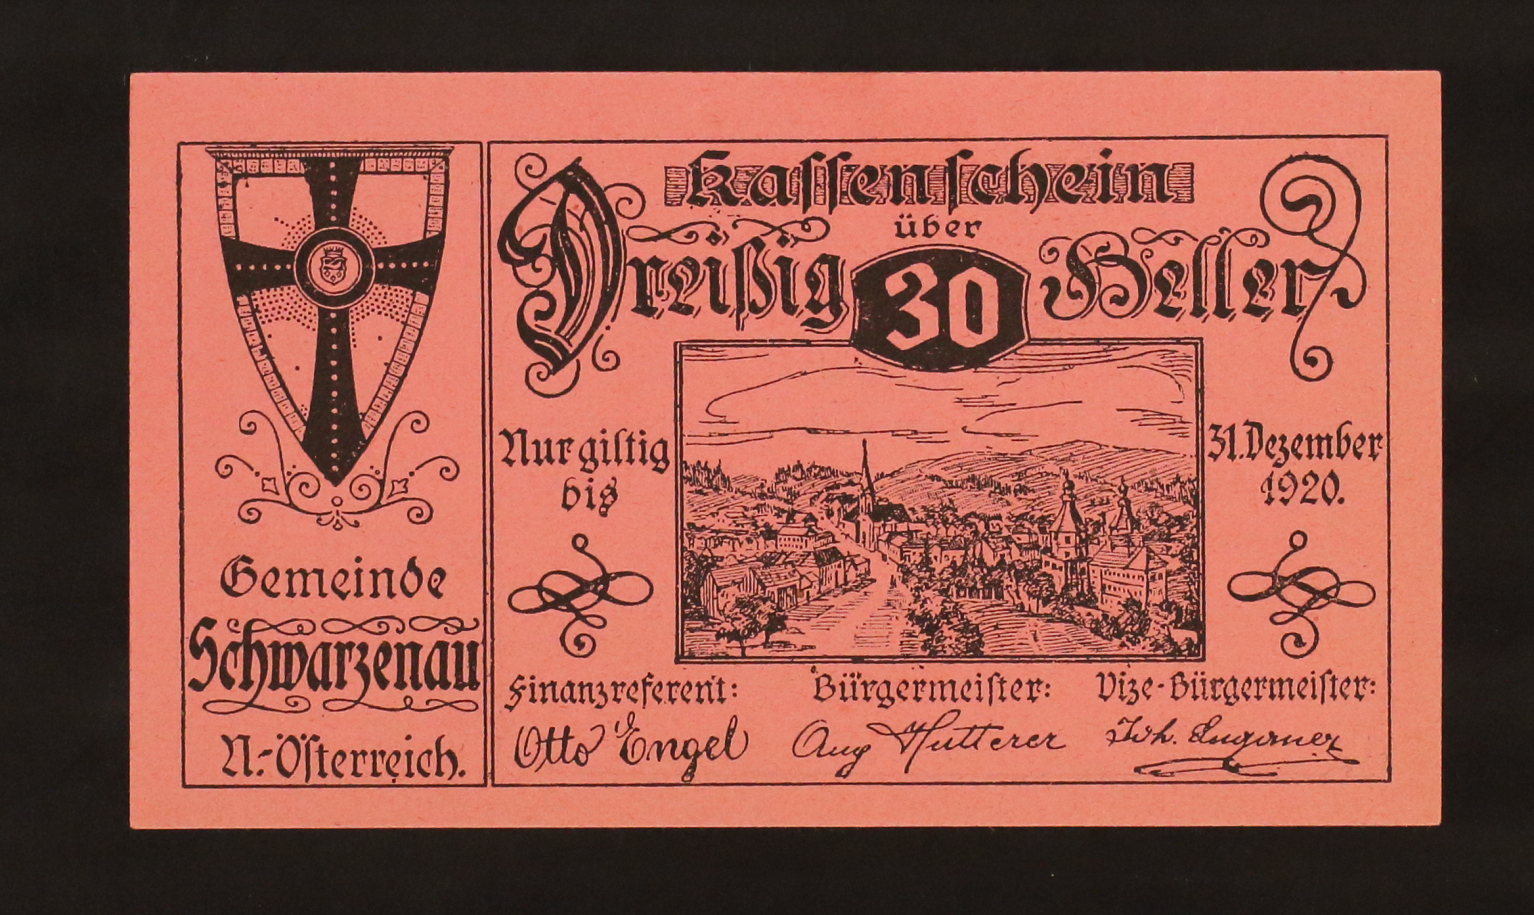 Gemeinde
Schwarzenau
N.-Österreich.
Kassenschein
über
Dreißig 30 Heller
Nur giltig
bis
31. Dezember
1920.
Finanzreferent:
Otto Engel
Bürgermeister:
Aug Hutterer
Vize-Bürgermeister:
Joh.